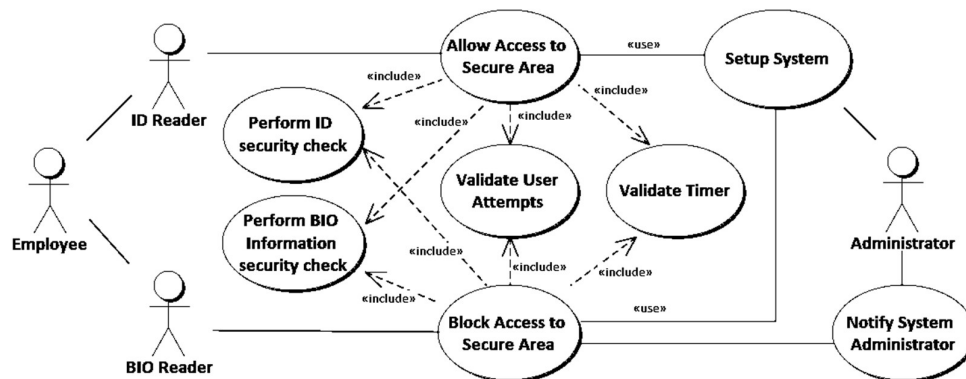 Allow Access to
Secure Area
«use»
Setup System
ID Reader
«include»
«include»
«include»
«include»
Perform ID
security check
Validate User
Attempts
Validate Timer
Employee
Perform BIO
Information
security check
Administrator
«include»
«include»
«include»
«include»
BIO Reader
Block Access to
Secure Area
«use»
Notify System
Administrator